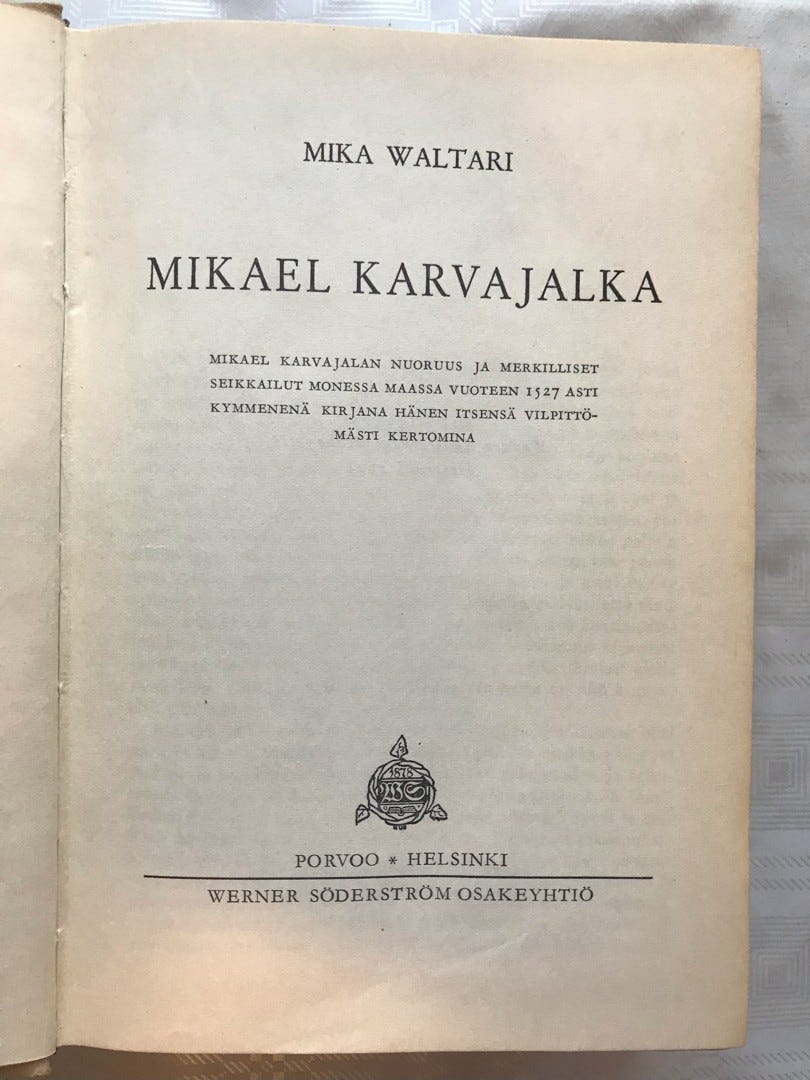 MIKA WALTARI
MIKAEL KARVAJALKA
MIKAEL KARVAJALAN NUORUUS JA MERKILLISET
SEIKKAILUT MONESSA MAASSA VUOTEEN 1527 ASTI
KYMMENENÄ KIRJANA HÄNEN ITSENSÄ VILPITTÖ-
MÄSTI KERTOMINA
1878
WS
PORVOO * HELSINKI
WERNER SÖDERSTRÖM OSAKEYHTIÖ